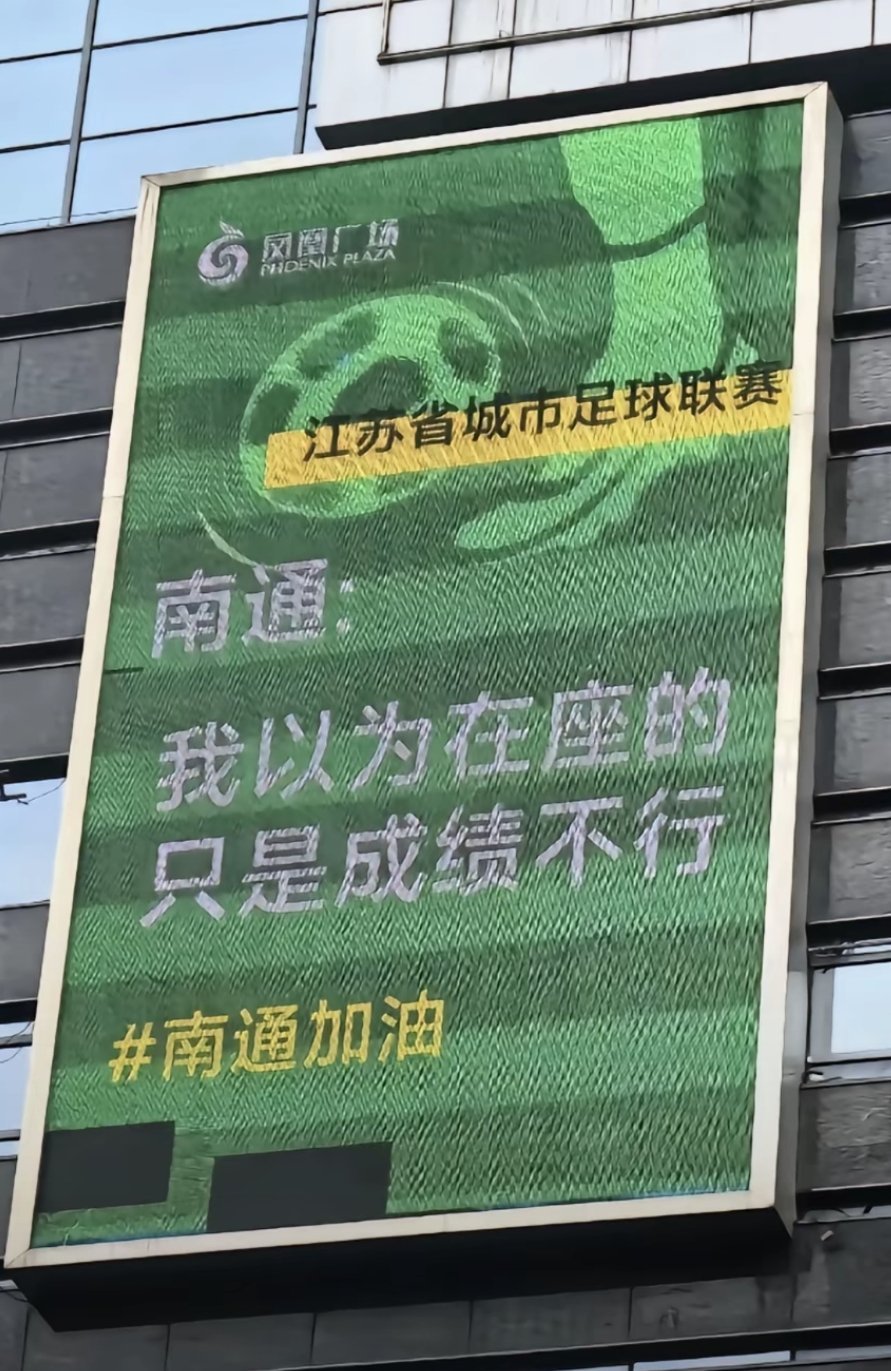 凤凰广场
PHOENIX PLAZA
江苏省城市足球联赛
南通:
我以为在座的
只是成绩不行
#南通加油